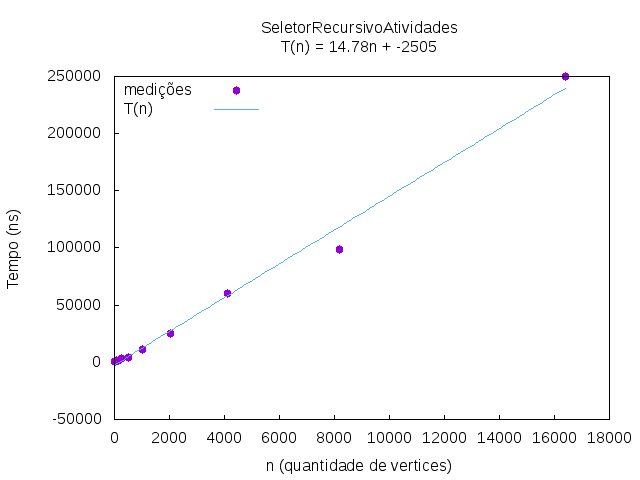 SeletorRecursivoAtividades
T(n) = 14.78n + -2505
medições
T(n)
250000
200000
150000
100000
50000
0
-50000
Tempo (ns)
0 2000 4000 6000 8000 10000 12000 14000 16000 18000
n (quantidade de vertices)